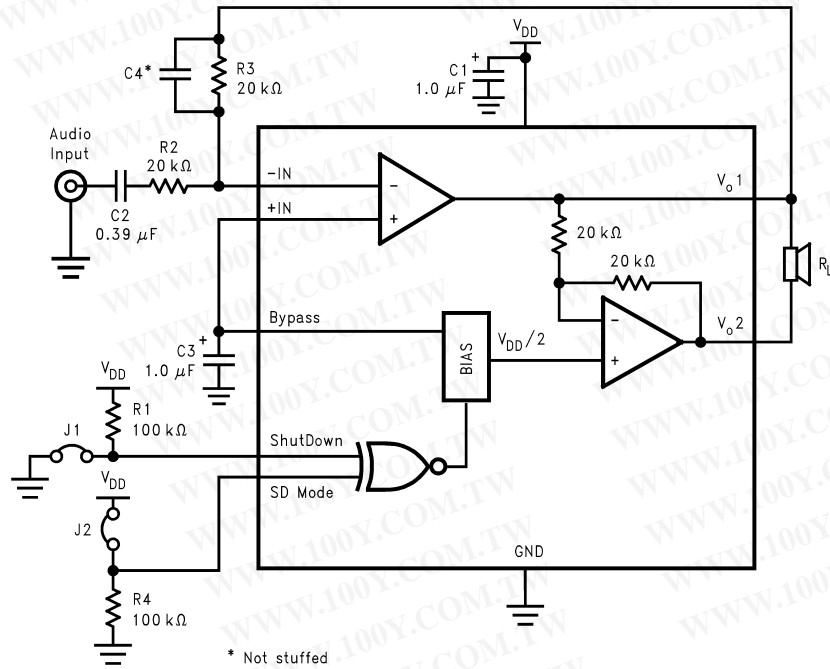 VDD
C4*
R3
20 kΩ
C1
+
1.0 µF
Audio
Input
R2
20 kΩ
C2
0.39 µF
-IN
+IN
-
+
Vo1
20 kΩ
20 kΩ
RL
Bypass
+
C3
1.0 µF
BIAS
VDD/2
-
+
Vo2
VDD
R1
100 kΩ
J1
ShutDown
VDD
SD Mode
J2
GND
R4
100 kΩ
* Not stuffed
WWW.100Y.COM.TW